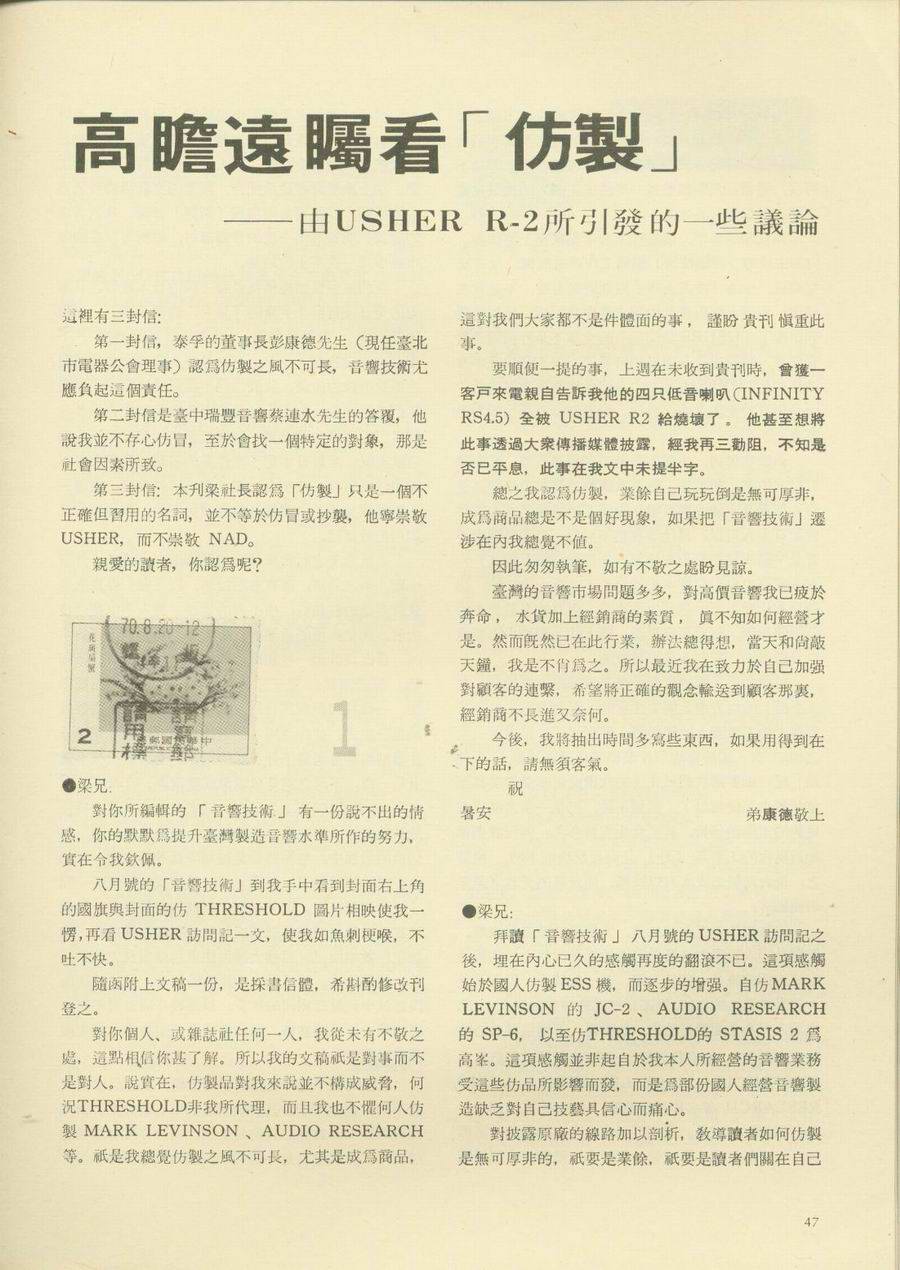 高瞻遠矚看「仿製」
——由USHER R-2所引發的一些議論
這裡有三封信:
第一封信，泰孚的董事長彭康德先生（現任臺北
市電器公會理事）認爲仿製之風不可長，音響技術尤
應負起這個責任。
第二封信是臺中瑞豐音響蔡連水先生的答覆，他
說我並不存心仿冒，至於會找一個特定的對象，那是
社會因素所致。
第三封信: 本刋梁社長認爲「仿製」只是一個不
正確但習用的名詞，並不等於仿冒或抄襲，他寧崇敬
USHER，而不崇敬 NAD。
親愛的讀者，你認爲呢?
70.8.20-12
2
1
●梁兄.
對你所編輯的「音響技術」有一份說不出的情
感，你的默默爲提升臺灣製造音響水準所作的努力，
實在令我欽佩。
八月號的「音響技術」到我手中看到封面右上角
的國旗與封面的仿 THRESHOLD 圖片相映使我一
愣,再看 USHER 訪問記一文，使我如魚刺梗喉，不
吐不快。
隨函附上文稿一份，是採書信體，希斟酌修改刊
登之。
對你個人、或雜誌社任何一人，我從未有不敬之
處，這點相信你甚了解。所以我的文稿祇是對事而不
是對人。說實在，仿製品對我來說並不構成威脅，何
況THRESHOLD非我所代理，而且我也不懼何人仿
製 MARK LEVINSON 、AUDIO RESEARCH
等。祇是我總覺仿製之風不可長，尤其是成爲商品，
這對我們大家都不是件體面的事，謹盼 貴刊 愼重此
事。
要順便一提的事，上週在未收到貴刊時，曾獲一
客戸來電親自告訴我他的四只低音喇叭(INFINITY
RS4.5) 全被 USHER R2 給燒壞了。他甚至想將
此事透過大衆傳播媒體披露，經我再三勸阻，不知是
否已平息，此事在我文中未提半字。
總之我認爲仿製，業餘自己玩玩倒是無可厚非，
成爲商品總是不是個好現象，如果把「音響技術」遷
涉在內我總覺不値。
因此匆匆執筆，如有不敬之處盼見諒。
臺灣的音響市場問題多多，對高價音響我已疲於
奔命，水貨加上經銷商的素質，眞不知如何經營才
是。然而既然已在此行業，辦法總得想，當天和尙敲
天鐘，我是不肖爲之。所以最近我在致力於自己加强
對顧客的連繫，希望將正確的觀念輸送到顧客那裏，
經銷商不長進又奈何。
今後，我將抽出時間多寫些東西，如果用得到在
下的話，請無須客氣。
祝
暑安 弟康德敬上
●梁兄:
拜讀「音響技術」八月號的 USHER 訪問記之
後，埋在內心已久的感觸再度的翻滾不已。這項感觸
始於國人仿製 ESS 機，而逐步的增强。自仿 MARK
LEVINSON 的 JC-2 、AUDIO RESEARCH
的 SP-6， 以至仿THRESHOLD的 STASIS 2 爲
高峯。這項感觸並非起自於我本人所經營的音響業務
受這些仿品所影響而發，而是爲部份國人經營音響製
造缺乏對自己技藝具信心而痛心。
對披露原廠的線路加以剖析，敎導讀者如何仿製
是無可厚非的，祇要是業餘，祇要是讀者們關在自己
47